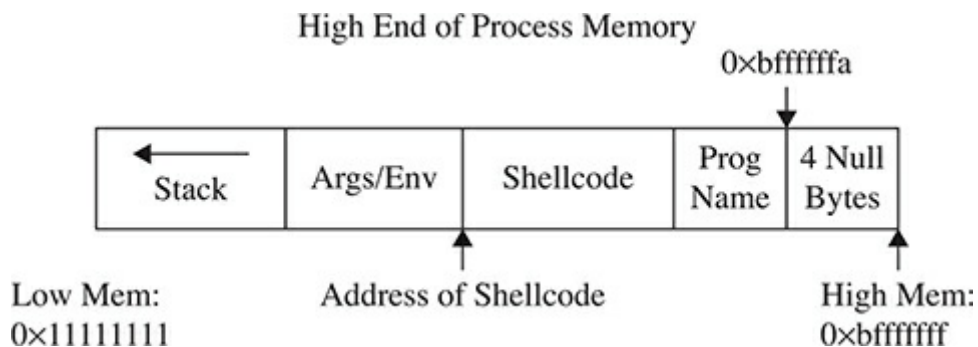 High End of Process Memory
0×bffffffa
Stack
Args/Env
Shellcode
Prog
Name
4 Null
Bytes
Low Mem:
0×11111111
Address of Shellcode
High Mem:
0×bfffffff